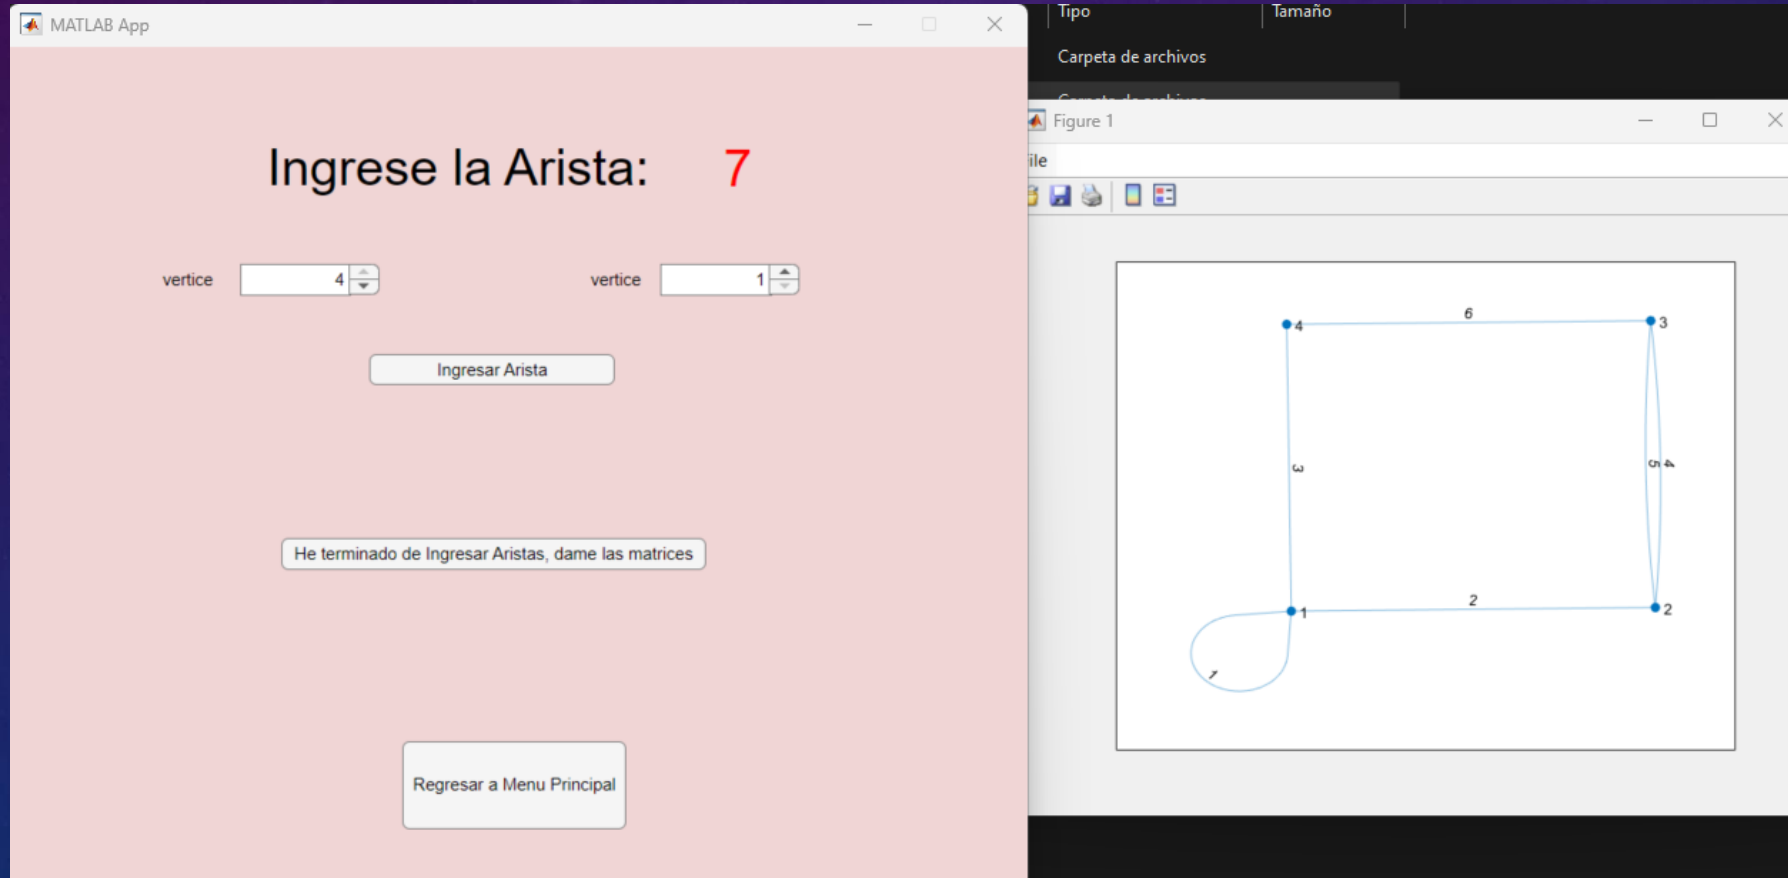 MATLAB App
Ingrese la Arista: 7
vertice 4 vertice 1
Ingresar Arista
He terminado de Ingresar Aristas, dame las matrices
Regresar a Menu Principal
Tipo Tamaño
Carpeta de archivos
Figure 1
ile
4 6 3
3 5 4
1 2 2
1